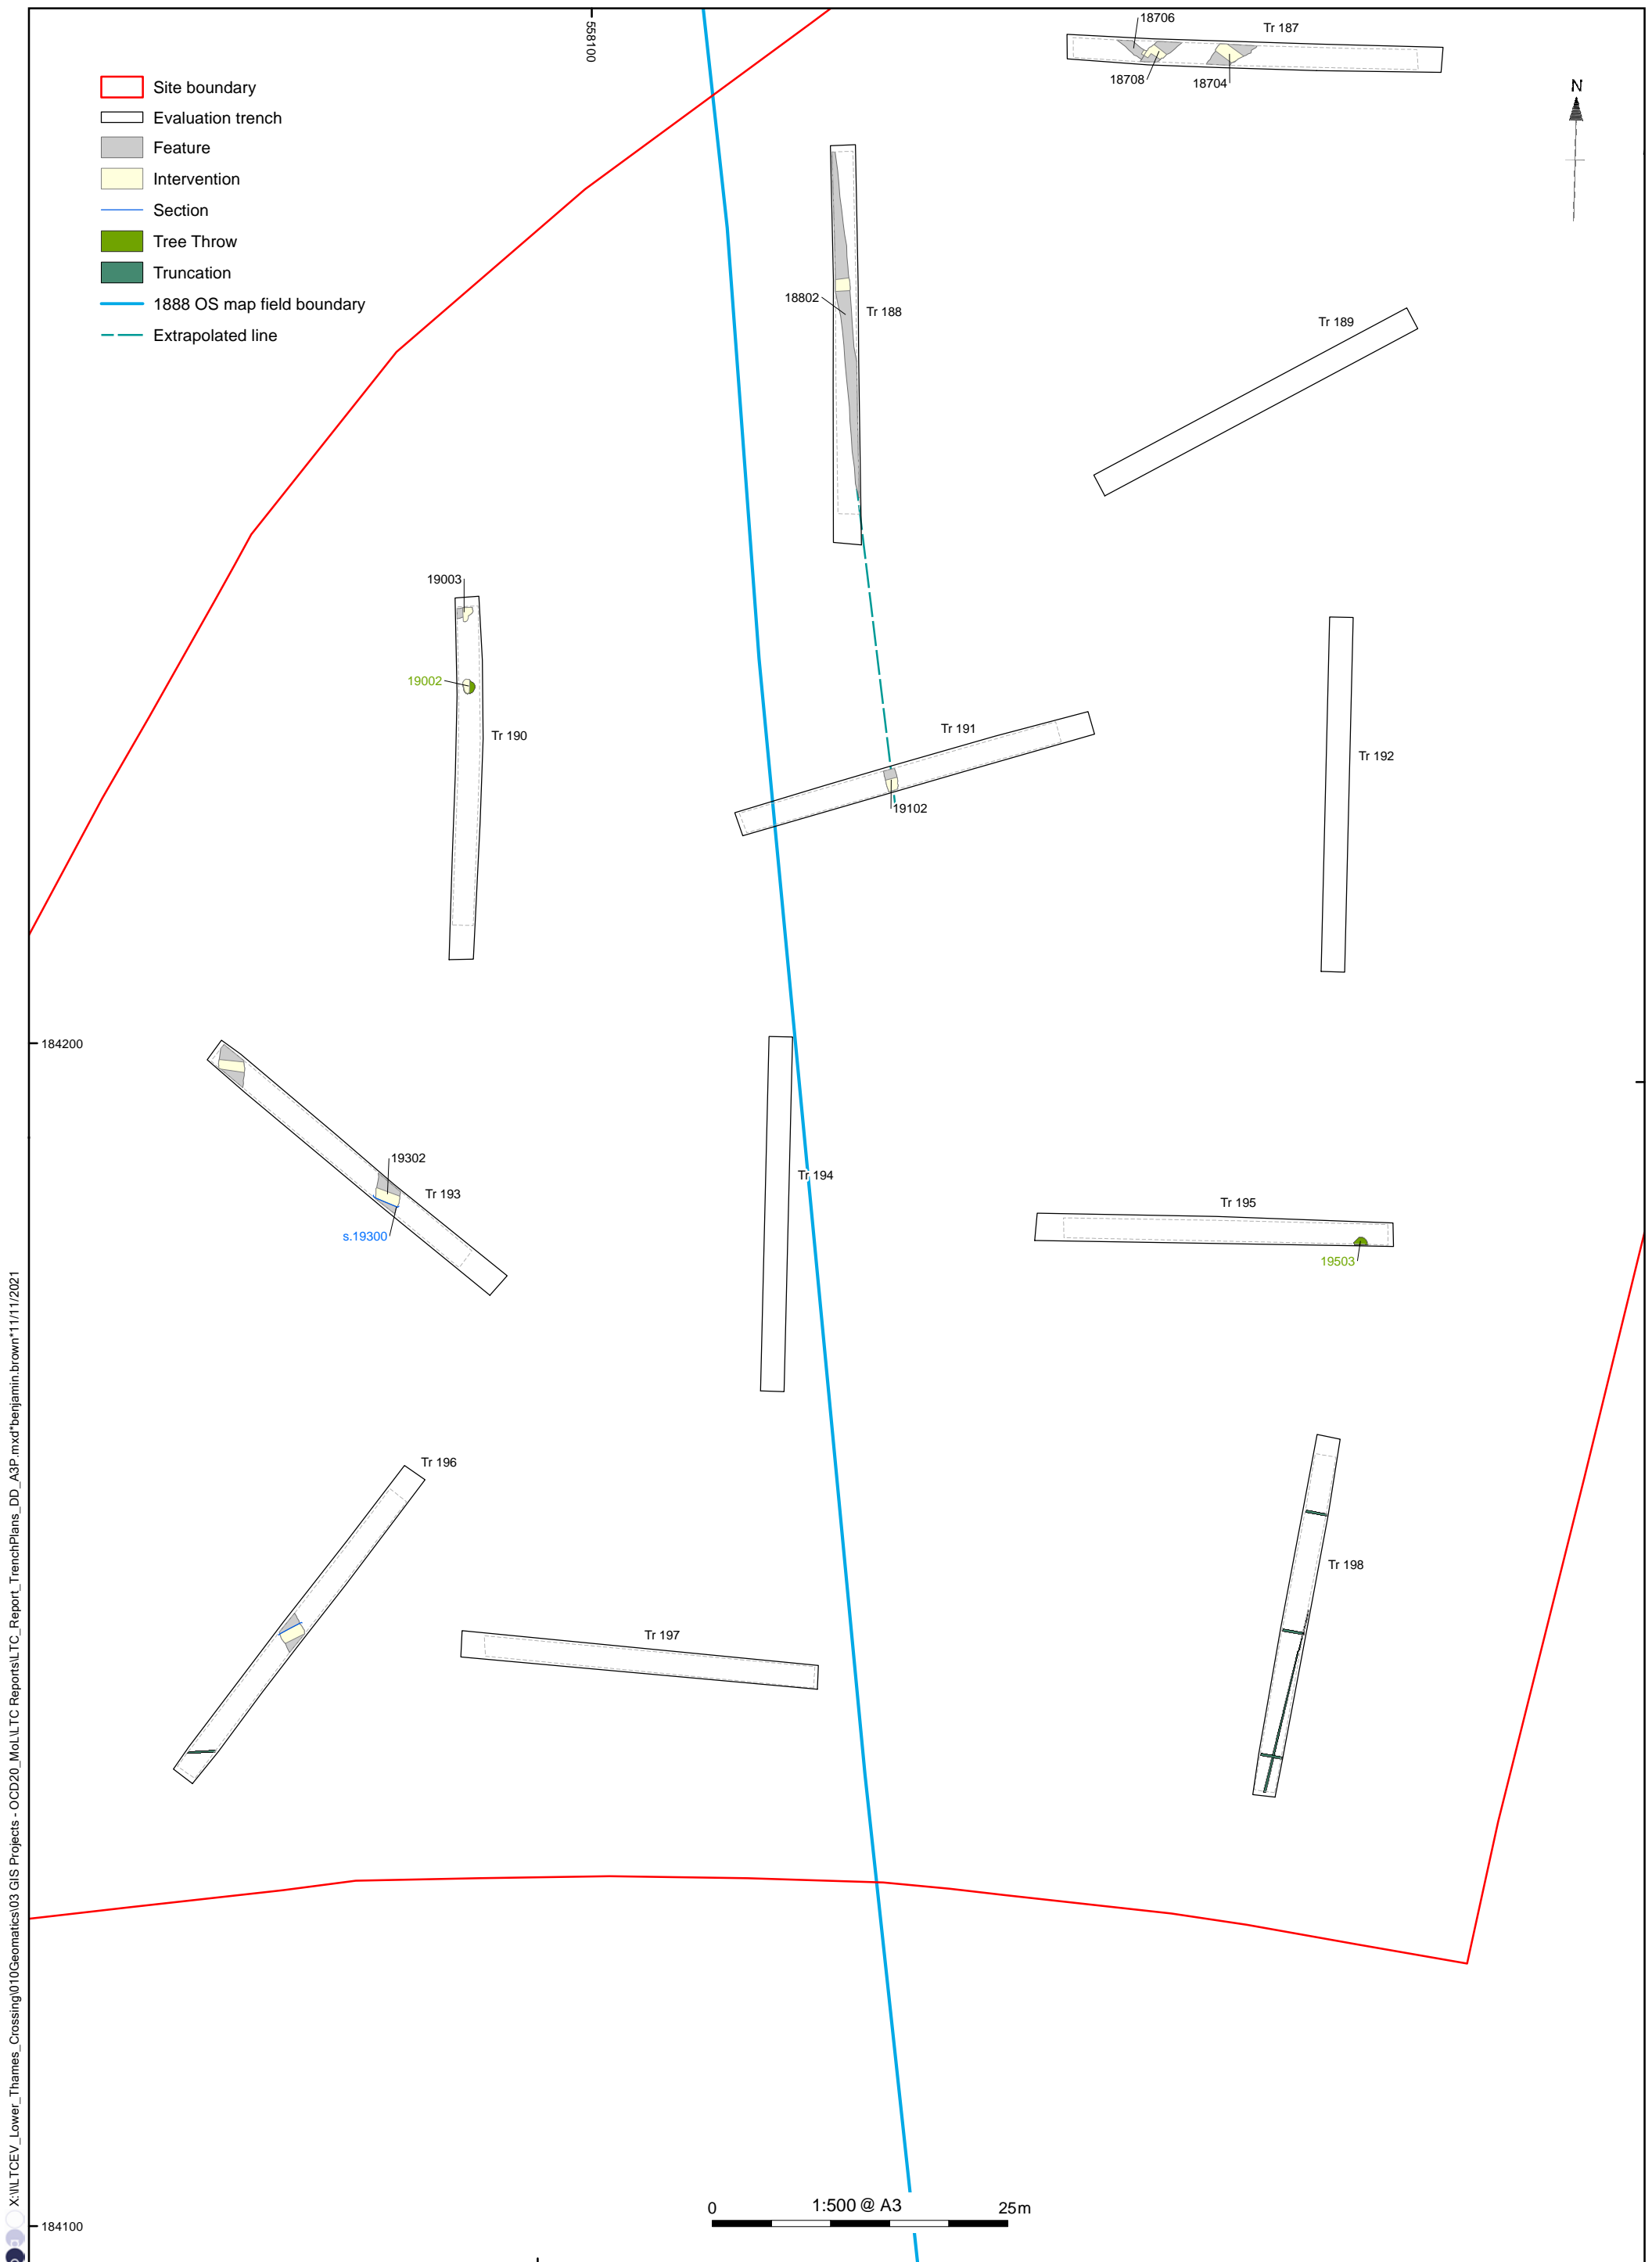 558100
18706
Tr 187
18708
18704
N
Site boundary
Evaluation trench
Feature
Intervention
Section
Tree Throw
Truncation
1888 OS map field boundary
Extrapolated line
18802
Tr 188
Tr 189
19003
19002
Tr 190
Tr 191
19102
Tr 192
184200
19302
Tr 193
s.19300
Tr 194
Tr 195
19503
Tr 196
Tr 197
Tr 198
0
1:500 @ A3
25m
184100
X:\l\LTCEV_Lower_Thames_Crossing\010Geomatics\03 GIS Projects - OCD20_MoL\LTC Reports\LTC_Report_TrenchPlans_DD_A3P.mxd*benjamin.brown*11/11/2021